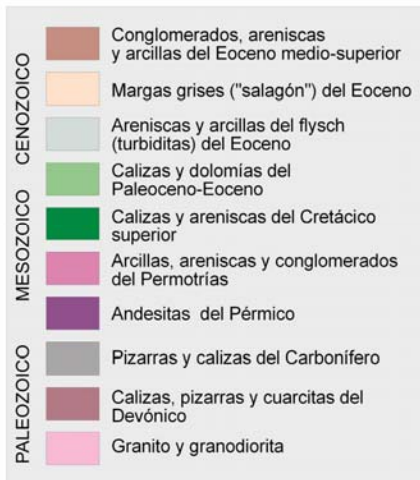 CENOZOICO
Conglomerados, areniscas
y arcillas del Eoceno medio-superior
Margas grises ("salagón") del Eoceno
Areniscas y arcillas del flysch
(turbiditas) del Eoceno
Calizas y dolomías del
Paleoceno-Eoceno
MESOZOICO
Calizas y areniscas del Cretácico
superior
Arcillas, areniscas y conglomerados
del Permotrías
Andesitas del Pérmico
PALEOZOICO
Pizarras y calizas del Carbonífero
Calizas, pizarras y cuarcitas del
Devónico
Granito y granodiorita